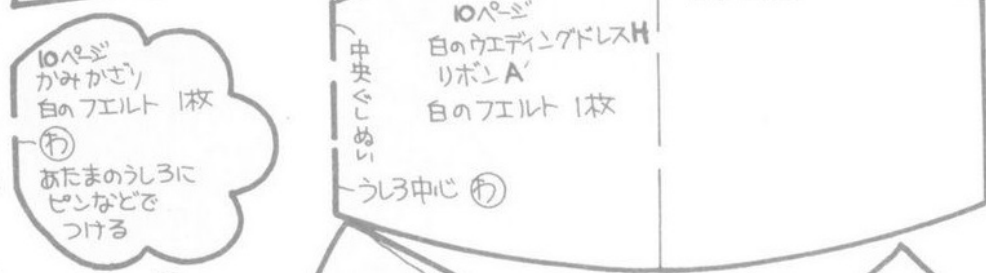 10ページ
かみかざり
白のフエルト 1枚
わ
あたまのうしろに
ピンなどで
つける
中央ぐしぬい
10ページ
白のウエディングドレスH
リボンA'
白のフエルト 1枚
うしろ中心 わ